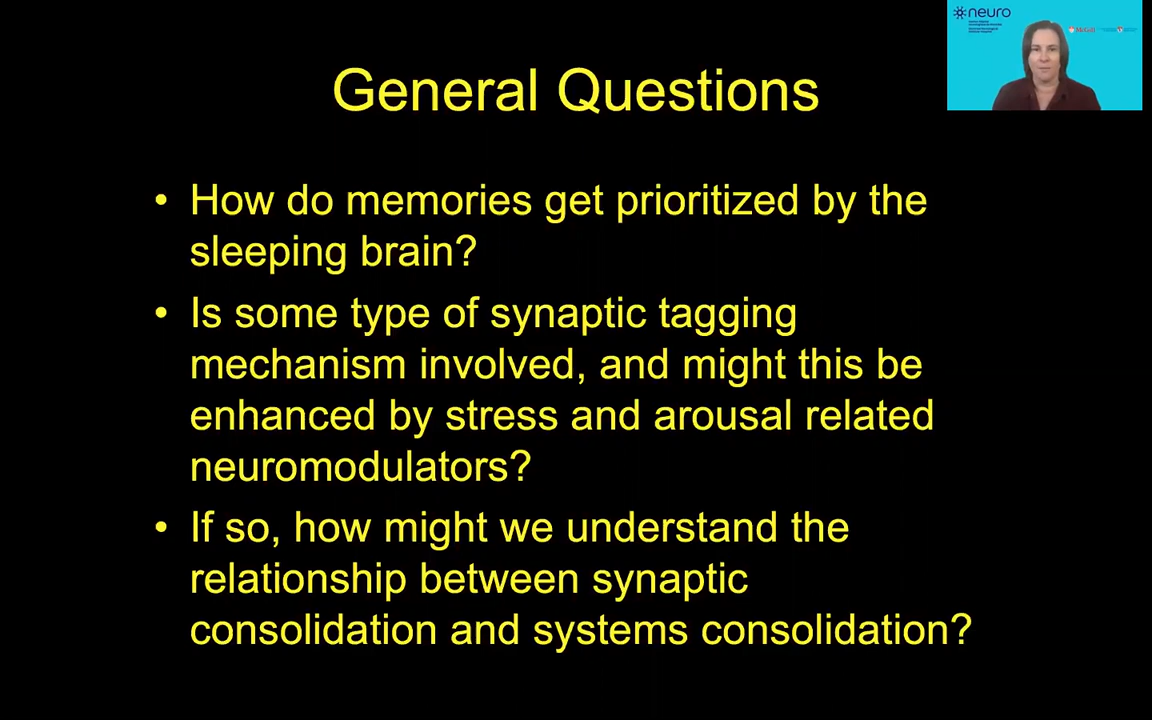 neuro
McGill
General Questions
• How do memories get prioritized by the
sleeping brain?
• Is some type of synaptic tagging
mechanism involved, and might this be
enhanced by stress and arousal related
neuromodulators?
• If so, how might we understand the
relationship between synaptic
consolidation and systems consolidation?